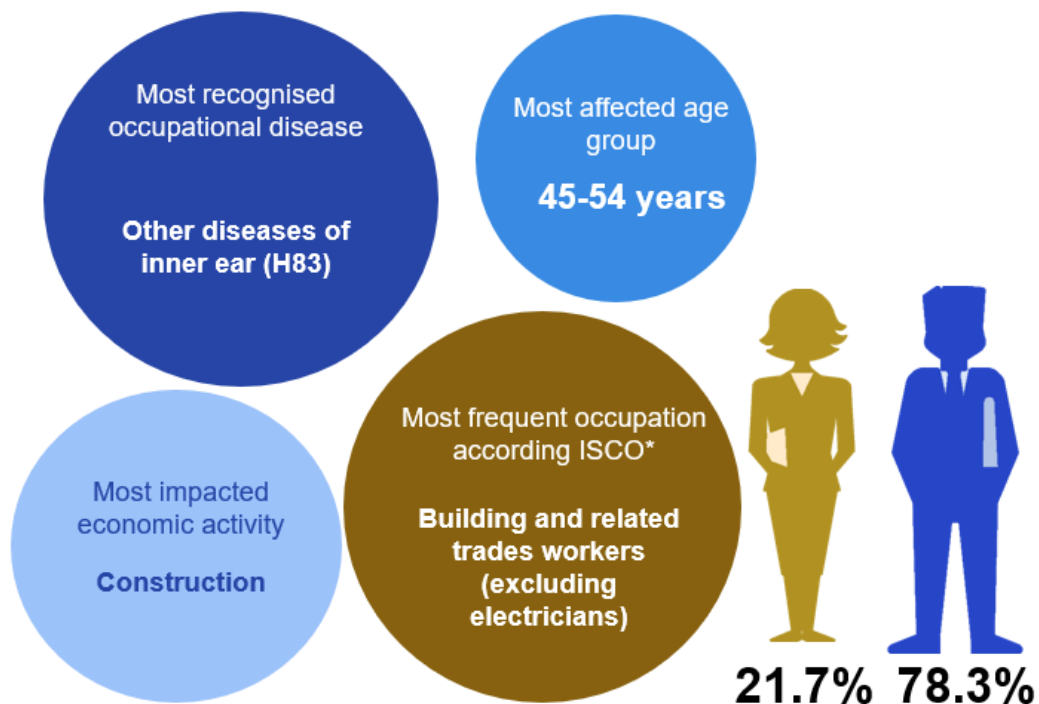 Most recognised
occupational disease
Other diseases of
inner ear (H83)
Most affected age
group
45-54 years
Most impacted
economic activity
Construction
Most frequent occupation
according ISCO*
Building and related
trades workers
(excluding
electricians)
21.7% 78.3%